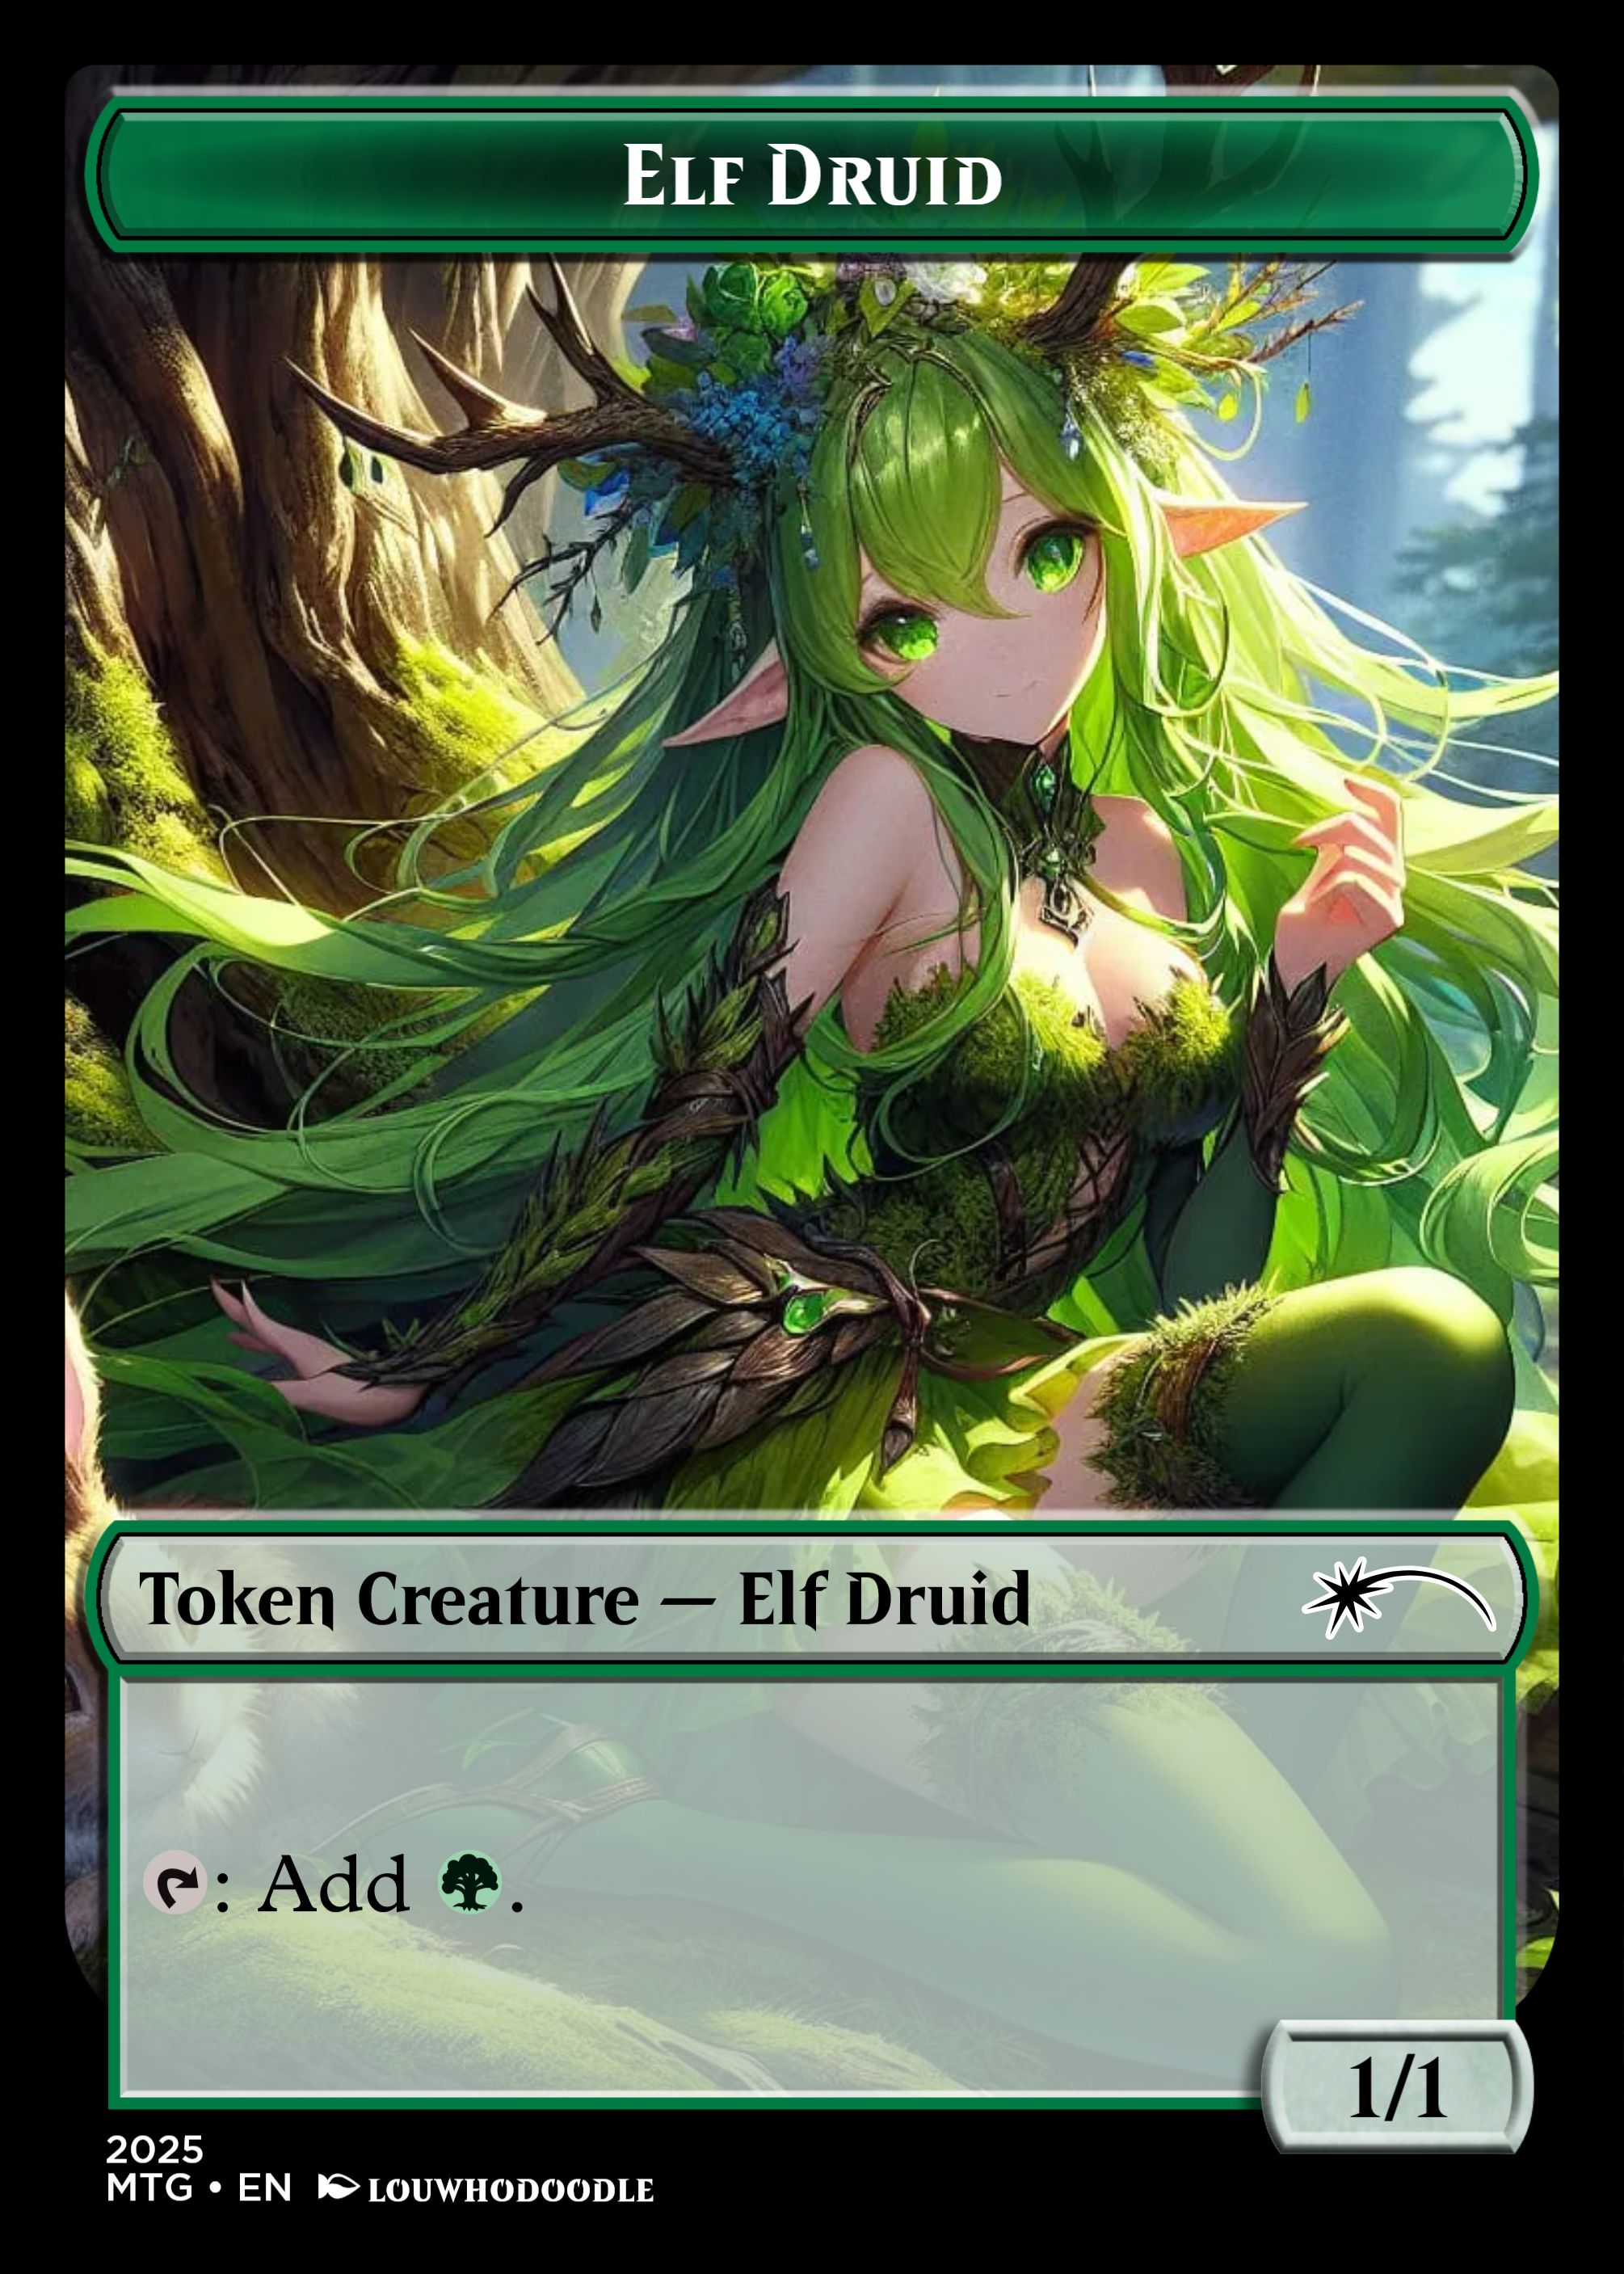 Elf Druid
Token Creature — Elf Druid
: Add .
1/1
2025
MTG • EN LOUWHODOODLE